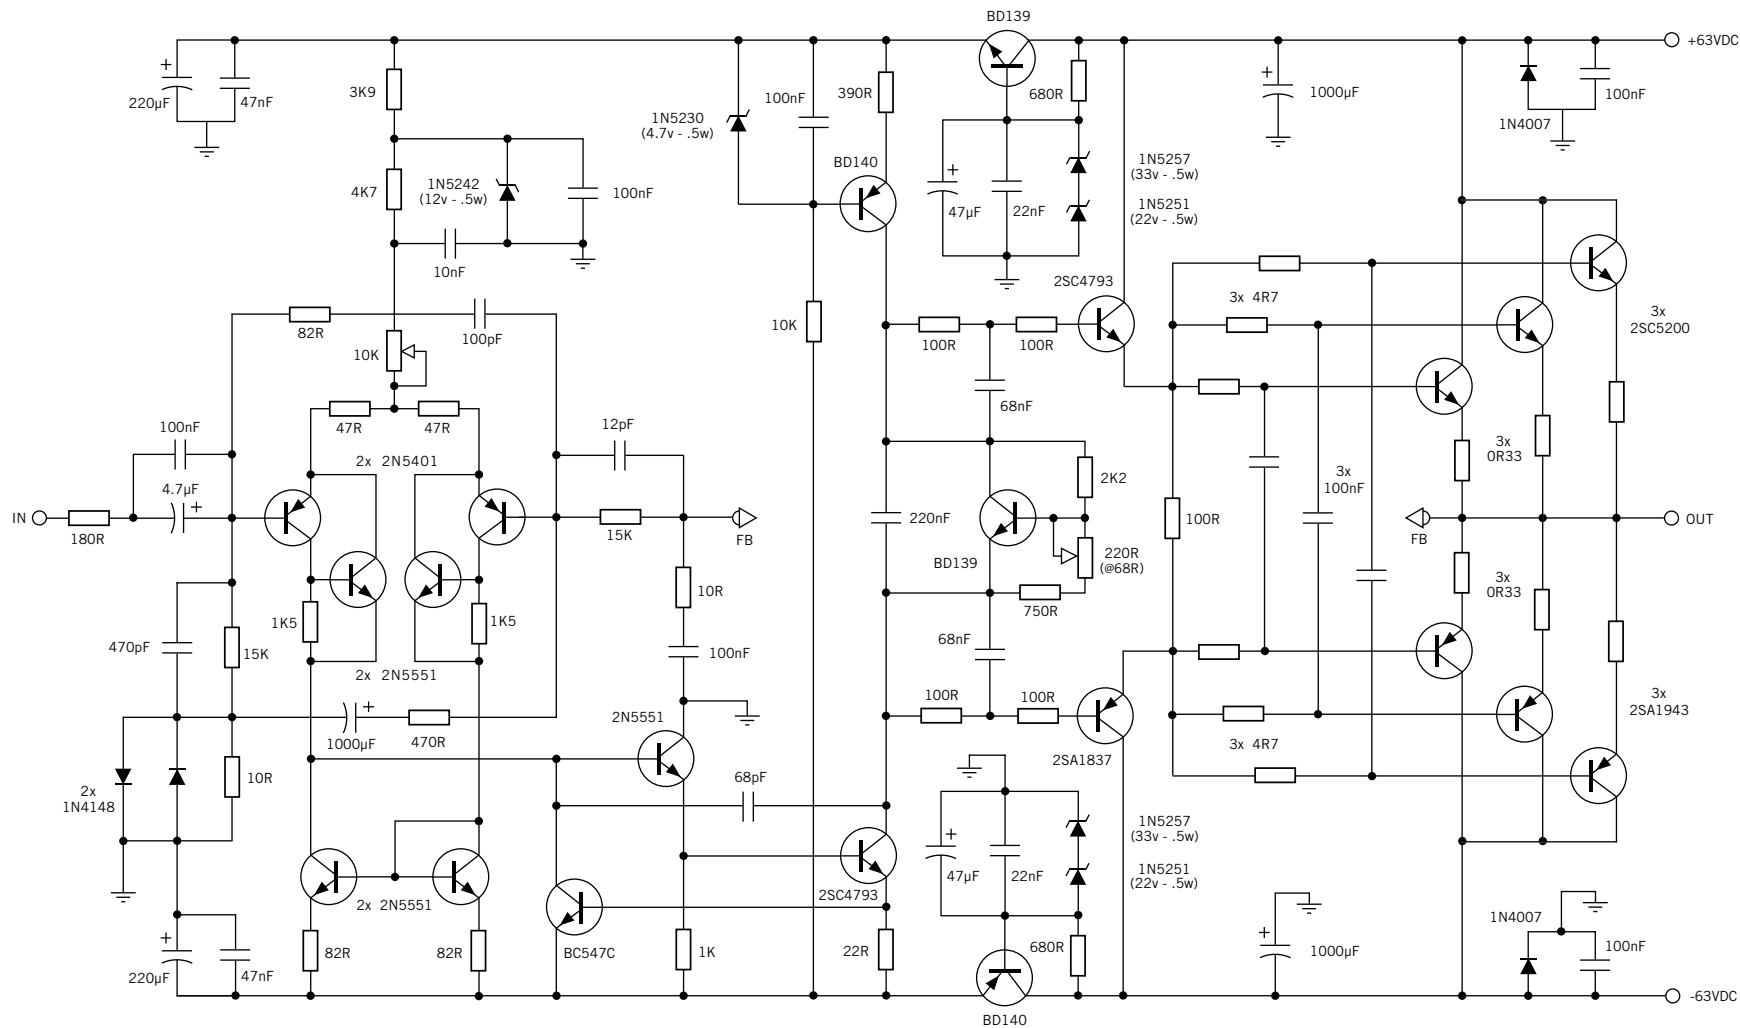 BD139
+63VDC
+
220µF
47nF
3K9
1N5230
(4.7v - .5w)
100nF
390R
680R
+
1000µF
100nF
1N4007
BD140
4K7
1N5242
(12v - .5w)
100nF
10nF
+
47µF
22nF
1N5257
(33v - .5w)
1N5251
(22v - .5w)
2SC4793
3x 4R7
3x
2SC5200
82R
100pF
10K
10K
100R
100R
47R
47R
68nF
100nF
12pF
2x 2N5401
4.7µF
+
3x
0R33
2K2
3x
100nF
IN
180R
15K
FB
220nF
100R
FB
OUT
BD139
220R
(@68R)
3x
0R33
10R
750R
1K5
1K5
470pF
15K
68nF
100nF
2x 2N5551
100R
100R
3x
2SA1943
+
1000µF
470R
2N5551
3x 4R7
2SA1837
2x
1N4148
10R
68pF
1N5257
(33v - .5w)
+
47µF
22nF
1N5251
(22v - .5w)
2x 2N5551
2SC4793
1N4007
+
220µF
47nF
82R
82R
BC547C
1K
22R
680R
+
1000µF
100nF
-63VDC
BD140